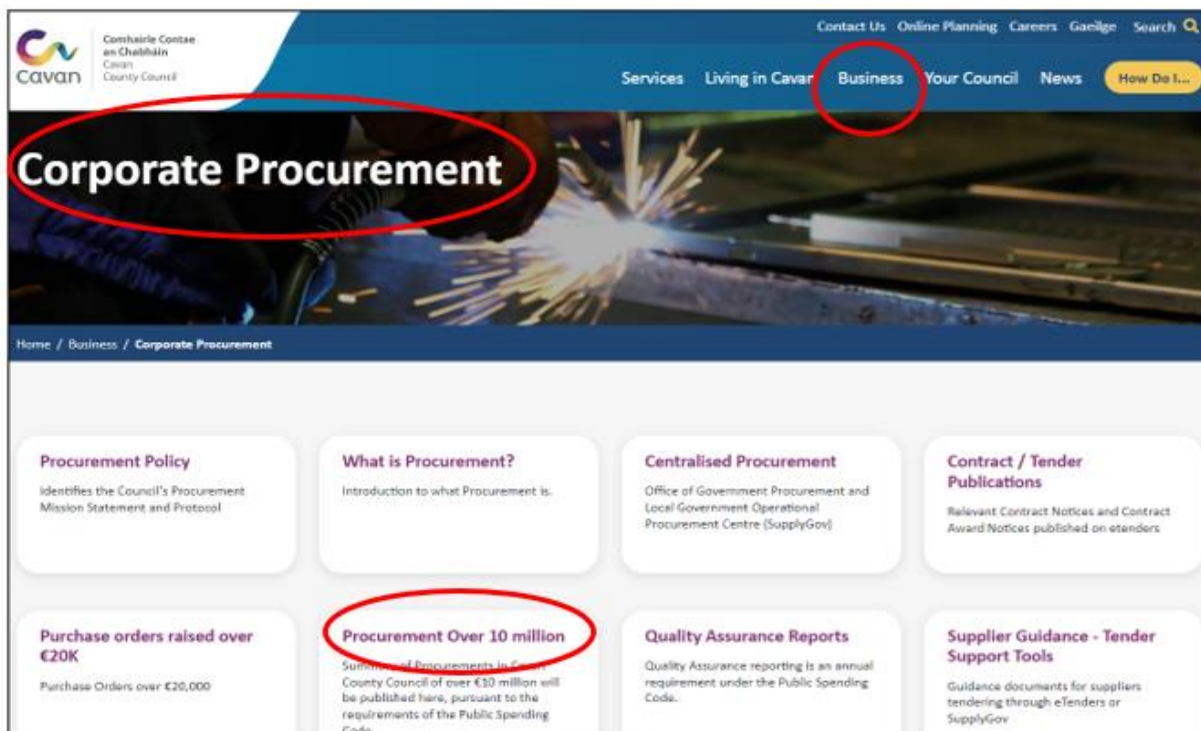 Contact Us Online Planning Careers Gaeilge Search
Comhairle Contae
an Chabháin
Cavan
County Council
cavan
Services Living in Cavan Business Your Council News How Do I...
Corporate Procurement
Home / Business / Corporate Procurement
Procurement Policy
Identifies the Council's Procurement
Mission Statement and Protocol
What is Procurement?
Introduction to what Procurement is.
Centralised Procurement
Office of Government Procurement and
Local Government Operational
Procurement Centre (SupplyGov)
Contract / Tender
Publications
Relevant Contract Notices and Contract
Award Notices published on etenders
Purchase orders raised over
€20K
Purchase Orders over €20,000
Procurement Over 10 million
Summary of Procurements in Cavan
County Council of over €10 million will
be published here, pursuant to the
requirements of the Public Spending
Code.
Quality Assurance Reports
Quality Assurance reporting is an annual
requirement under the Public Spending
Code.
Supplier Guidance - Tender
Support Tools
Guidance documents for suppliers
tendering through eTenders or
SupplyGov